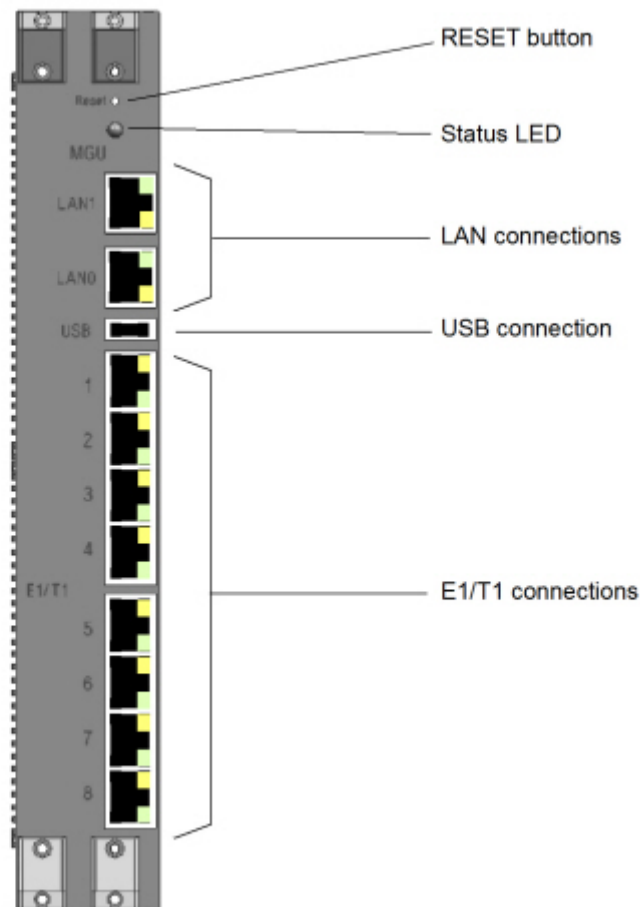 RESET button
Reset
Status LED
MGU
LAN1
LAN connections
LAN0
USB connection
USB
1
2
3
4
E1/T1
E1/T1 connections
5
6
7
8